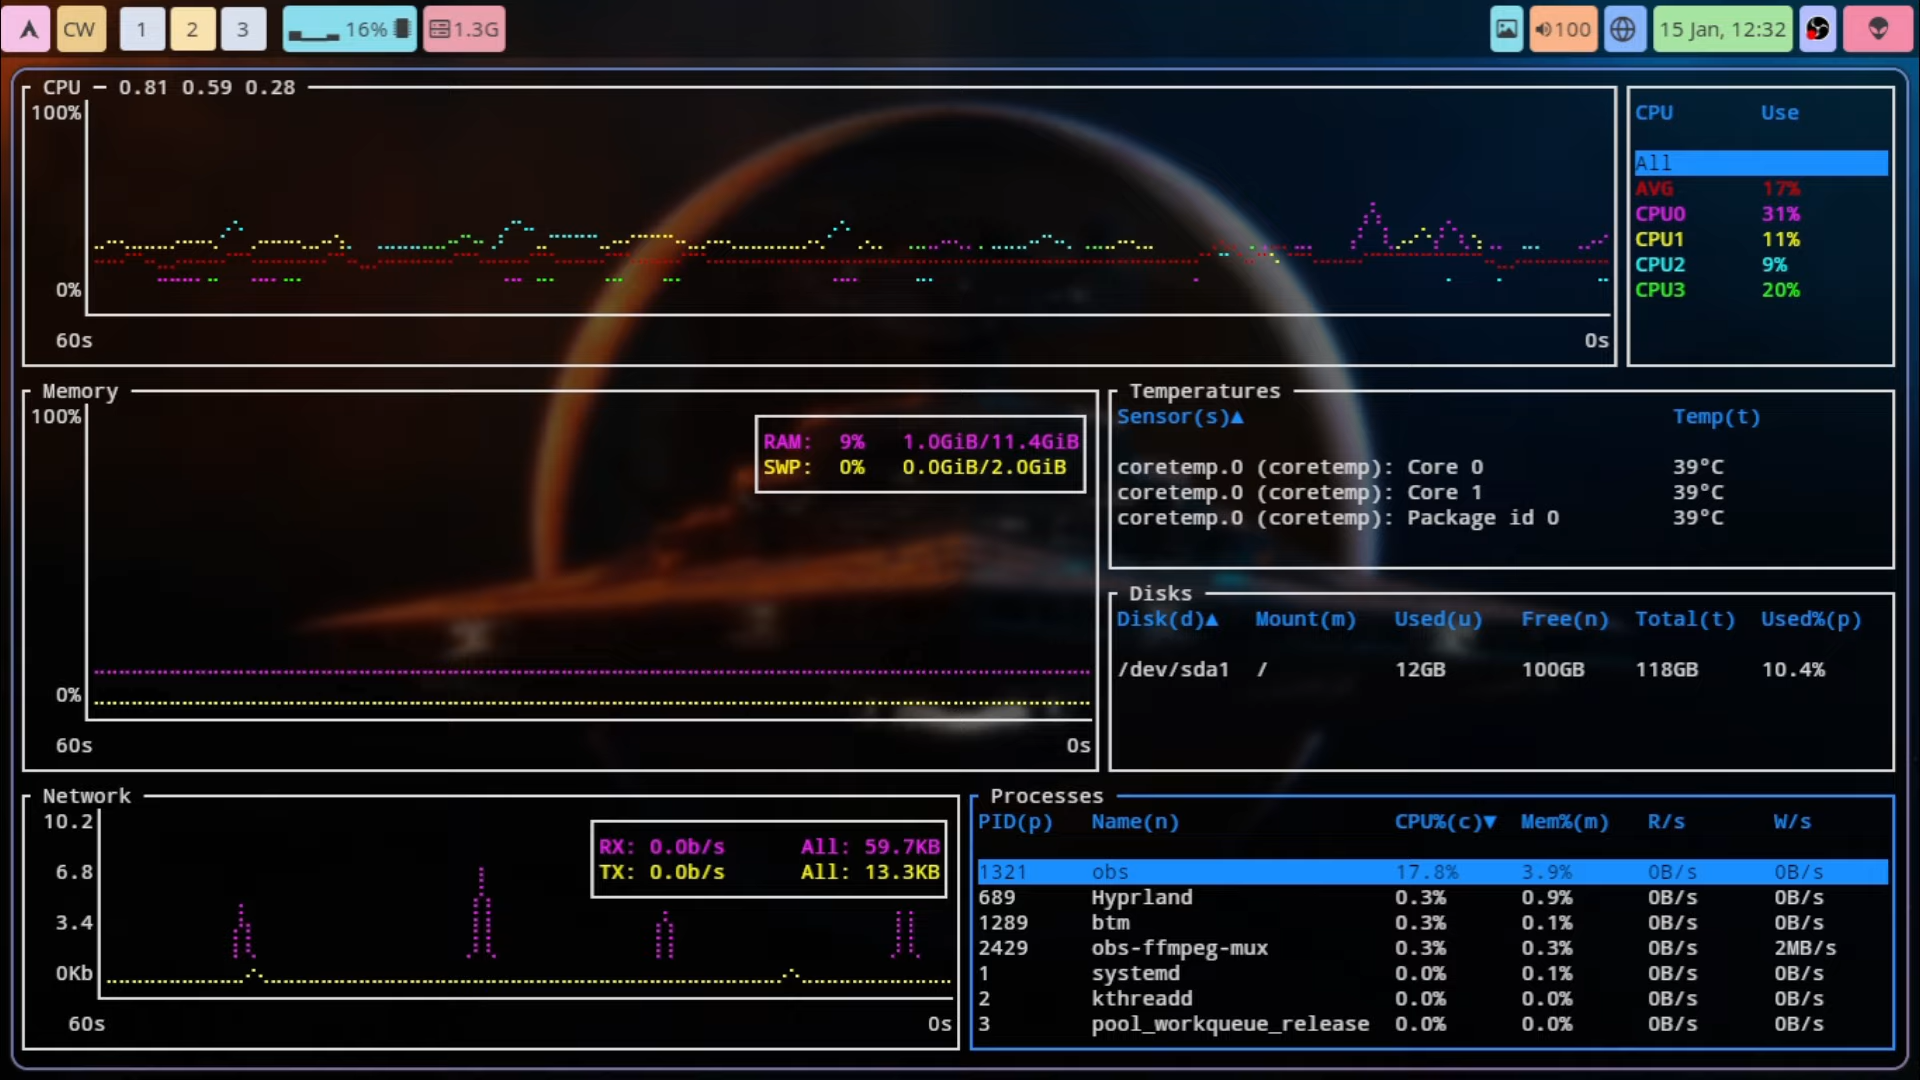 CW 1 2 3 16% 1.3G 100 15 Jan, 12:32
CPU — 0.81 0.59 0.28
100%
0%
60s 0s
CPU Use
All
AVG 17%
CPU0 31%
CPU1 11%
CPU2 9%
CPU3 20%
Memory
100%
RAM: 9% 1.0GiB/11.4GiB
SWP: 0% 0.0GiB/2.0GiB
0%
60s 0s
Temperatures
Sensor(s)▲ Temp(t)
coretemp.0 (coretemp): Core 0 39°C
coretemp.0 (coretemp): Core 1 39°C
coretemp.0 (coretemp): Package id 0 39°C
Disks
Disk(d)▲ Mount(m) Used(u) Free(n) Total(t) Used%(p)
/dev/sda1 / 12GB 100GB 118GB 10.4%
Network
10.2
6.8
3.4
0Kb
RX: 0.0b/s All: 59.7KB
TX: 0.0b/s All: 13.3KB
60s 0s
Processes
PID(p) Name(n) CPU%(c)▼ Mem%(m) R/s W/s
1321 obs 17.8% 3.9% 0B/s 0B/s
689 Hyprland 0.3% 0.9% 0B/s 0B/s
1289 btm 0.3% 0.1% 0B/s 0B/s
2429 obs-ffmpeg-mux 0.3% 0.3% 0B/s 2MB/s
1 systemd 0.0% 0.1% 0B/s 0B/s
2 kthreadd 0.0% 0.0% 0B/s 0B/s
3 pool_workqueue_release 0.0% 0.0% 0B/s 0B/s